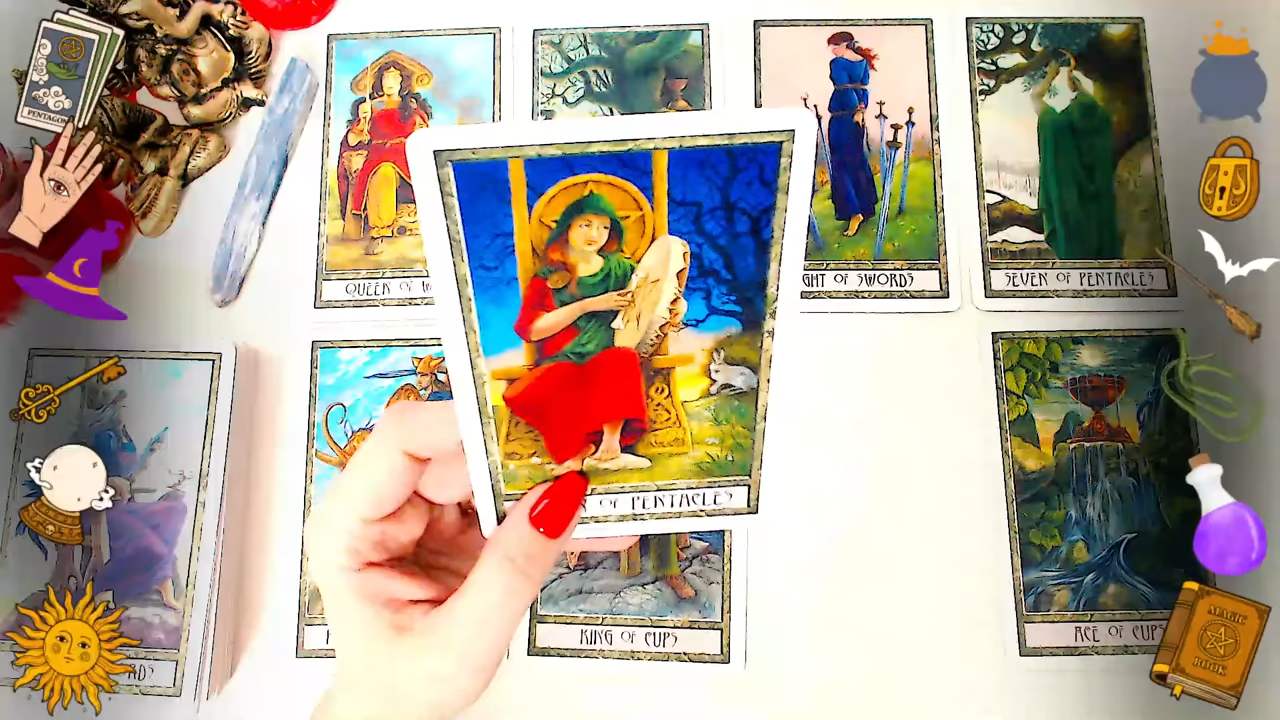 PENTAGON
QUEEN OF
GHT OF SWORDS
SEVEN OF PENTACLES
OF PENTACLES
KING OF CUPS
ACE OF CUPS
MAGIC
BOOK